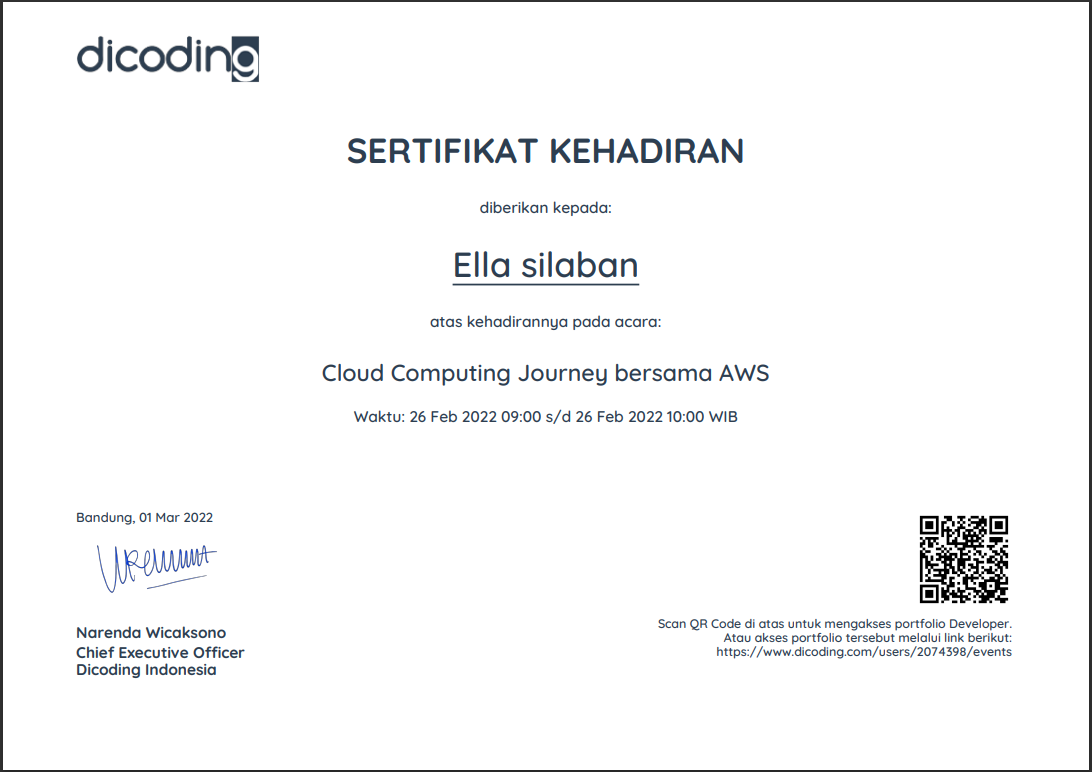 dicoding
SERTIFIKAT KEHADIRAN
diberikan kepada:
Ella silaban
atas kehadirannya pada acara:
Cloud Computing Journey bersama AWS
Waktu: 26 Feb 2022 09:00 s/d 26 Feb 2022 10:00 WIB
Bandung, 01 Mar 2022
Narenda Wicaksono
Chief Executive Officer
Dicoding Indonesia
Scan QR Code di atas untuk mengakses portfolio Developer.
Atau akses portfolio tersebut melalui link berikut:
https://www.dicoding.com/users/2074398/events